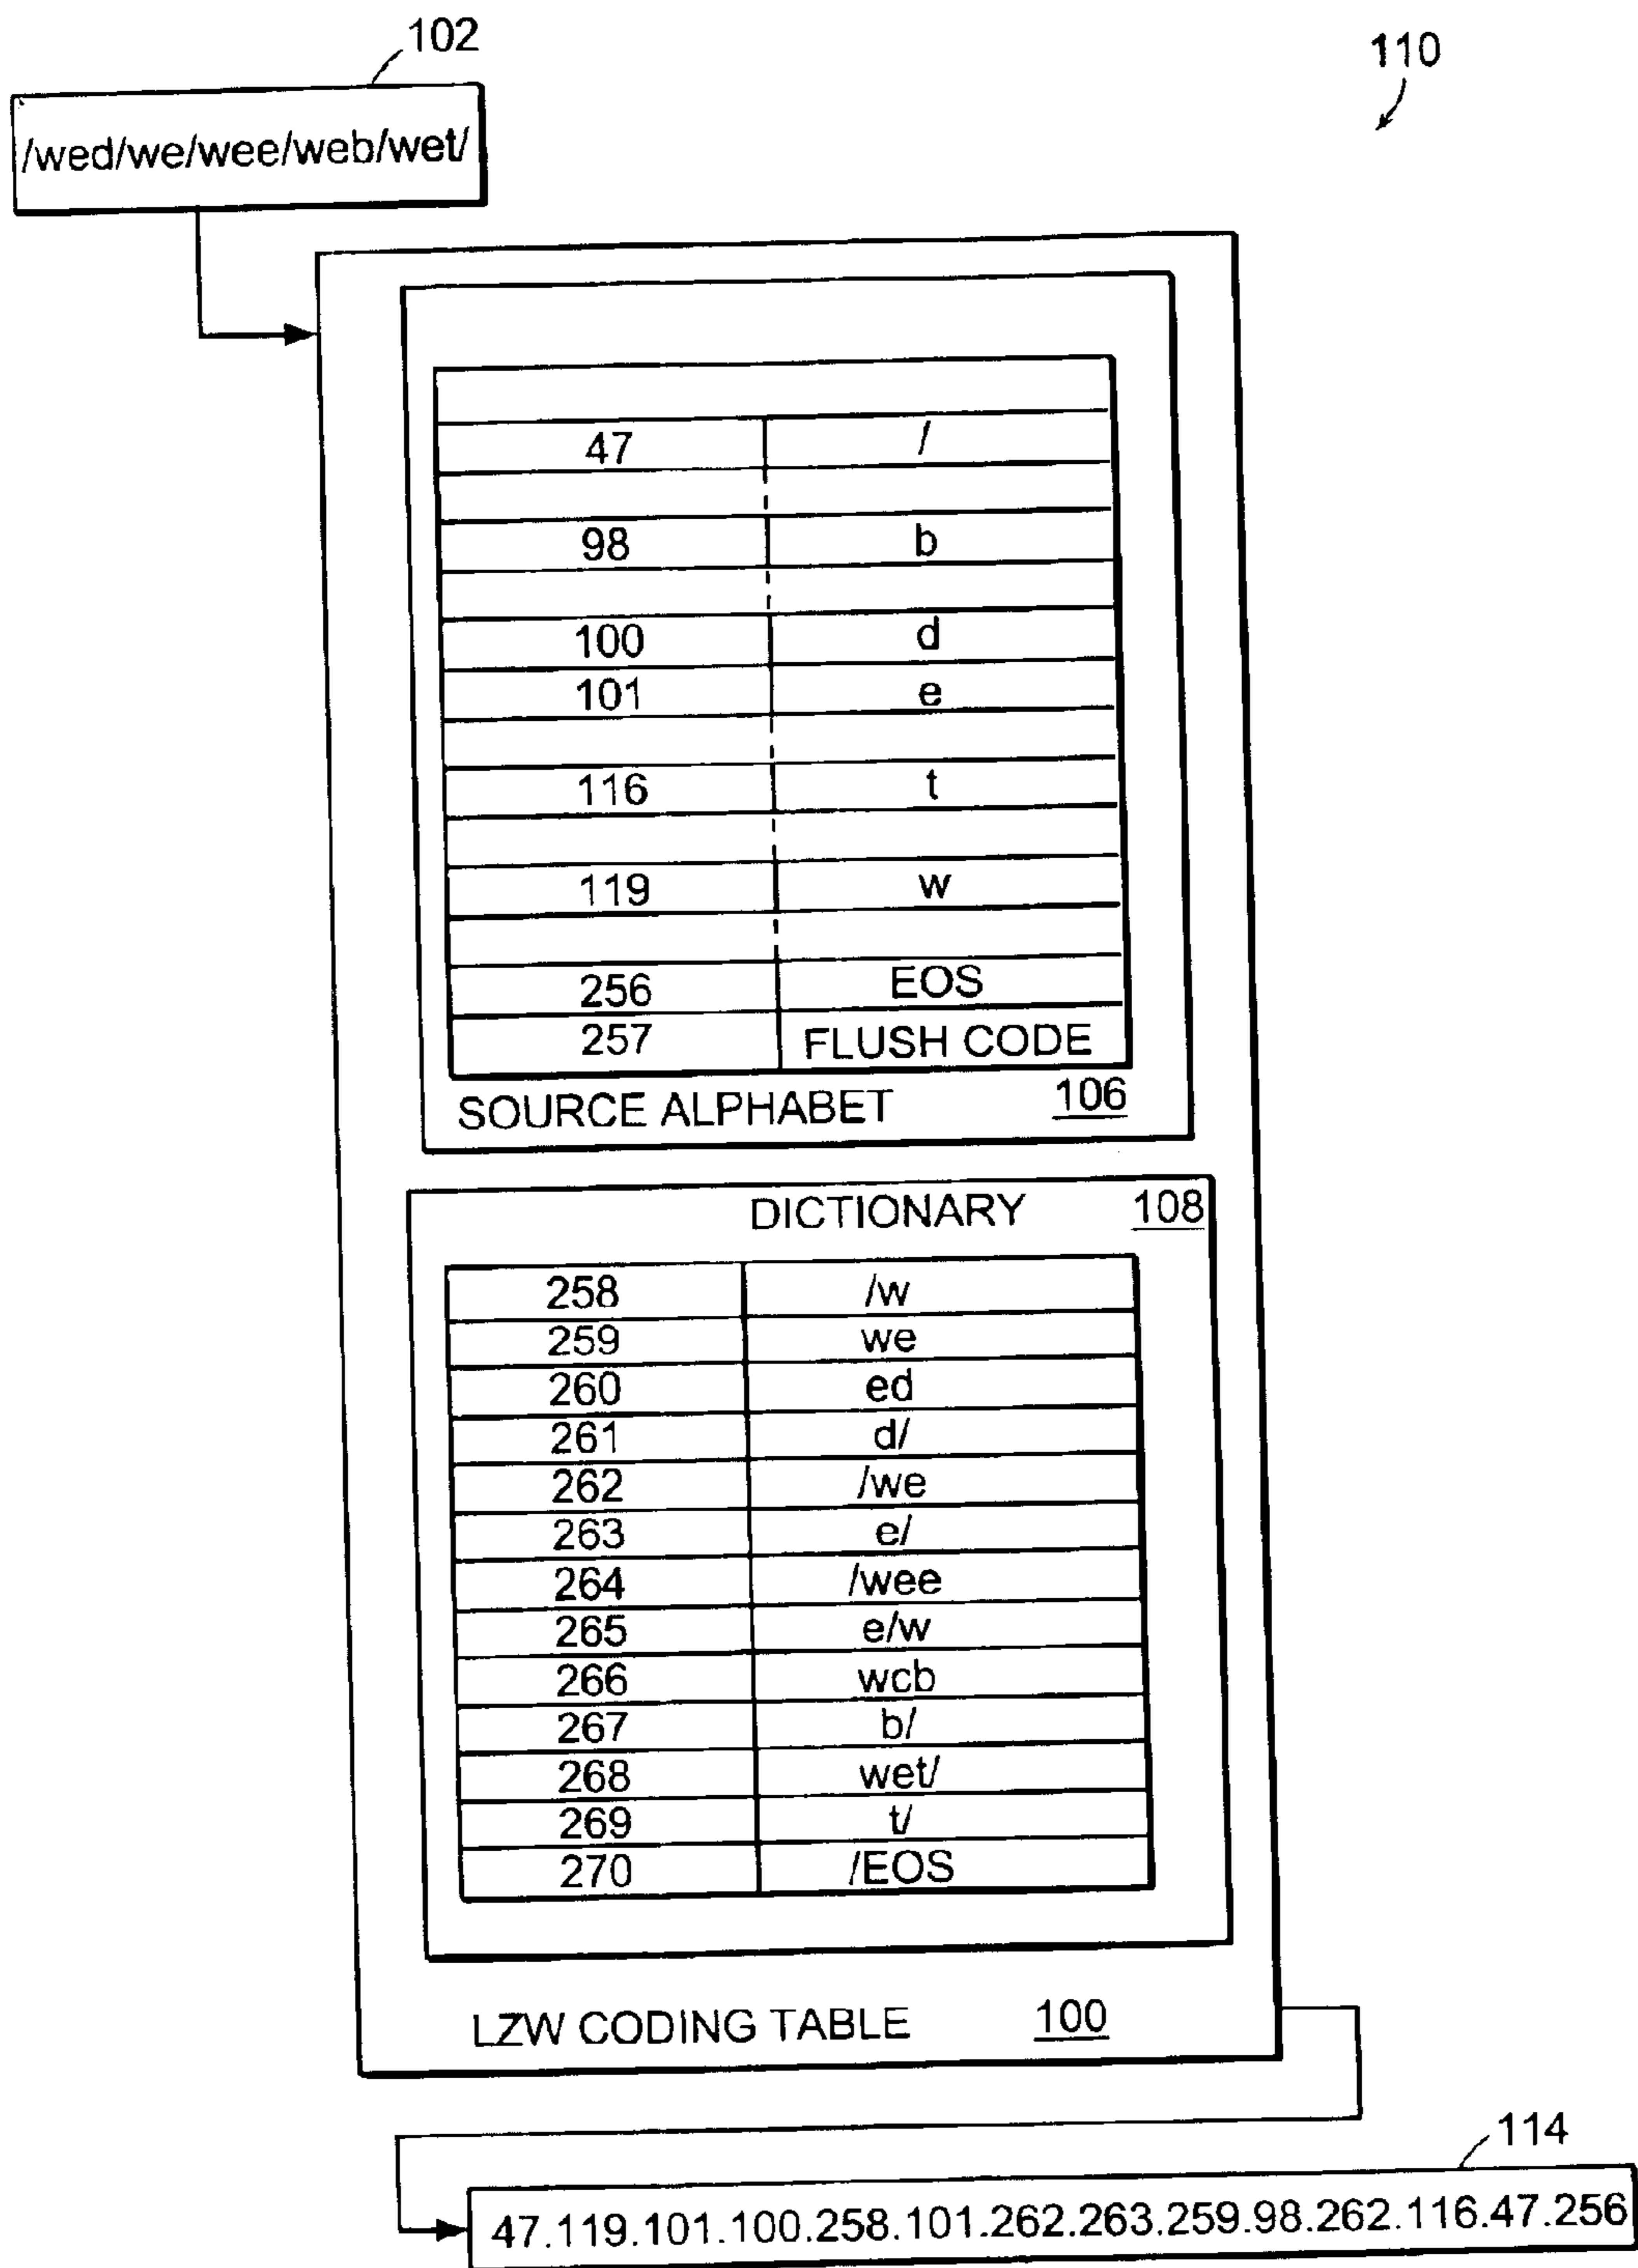 102
110
/wed/we/wee/web/wet/
47 /
98 b
100 d
101 e
116 t
119 w
256 EOS
257 FLUSH CODE
SOURCE ALPHABET 106
DICTIONARY 108
258 /w
259 we
260 ed
261 d/
262 /we
263 e/
264 /wee
265 e/w
266 wcb
267 b/
268 wet/
269 t/
270 /EOS
LZW CODING TABLE 100
114
47.119.101.100.258.101.262.263.259.98.262.116.47.256